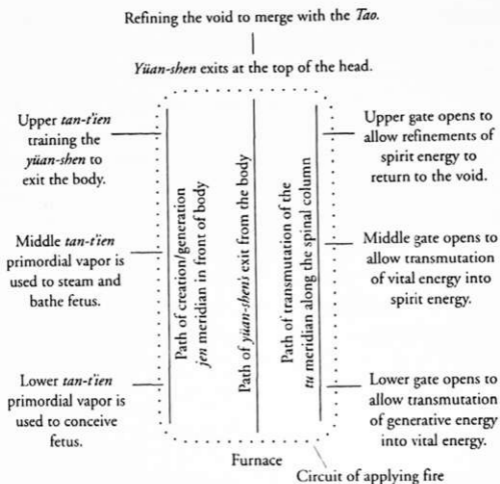 Refining the void to merge with the Tao.
Yüan-shen exits at the top of the head.
Upper tan-t'ien
training the
yüan-shen to
exit the body.
Middle tan-t'ien
primordial vapor is
used to steam and
bathe fetus.
Lower tan-t'ien
primordial vapor is
used to conceive
fetus.
Path of creation/generation
jen meridian in front of body
Path of yüan-shen's exit from the body
Path of transmutation of the
tu meridian along the spinal column
Upper gate opens to
allow refinements of
spirit energy to
return to the void.
Middle gate opens to
allow transmutation
of vital energy into
spirit energy.
Lower gate opens to
allow transmutation
of generative energy
into vital energy.
Furnace
Circuit of applying fire